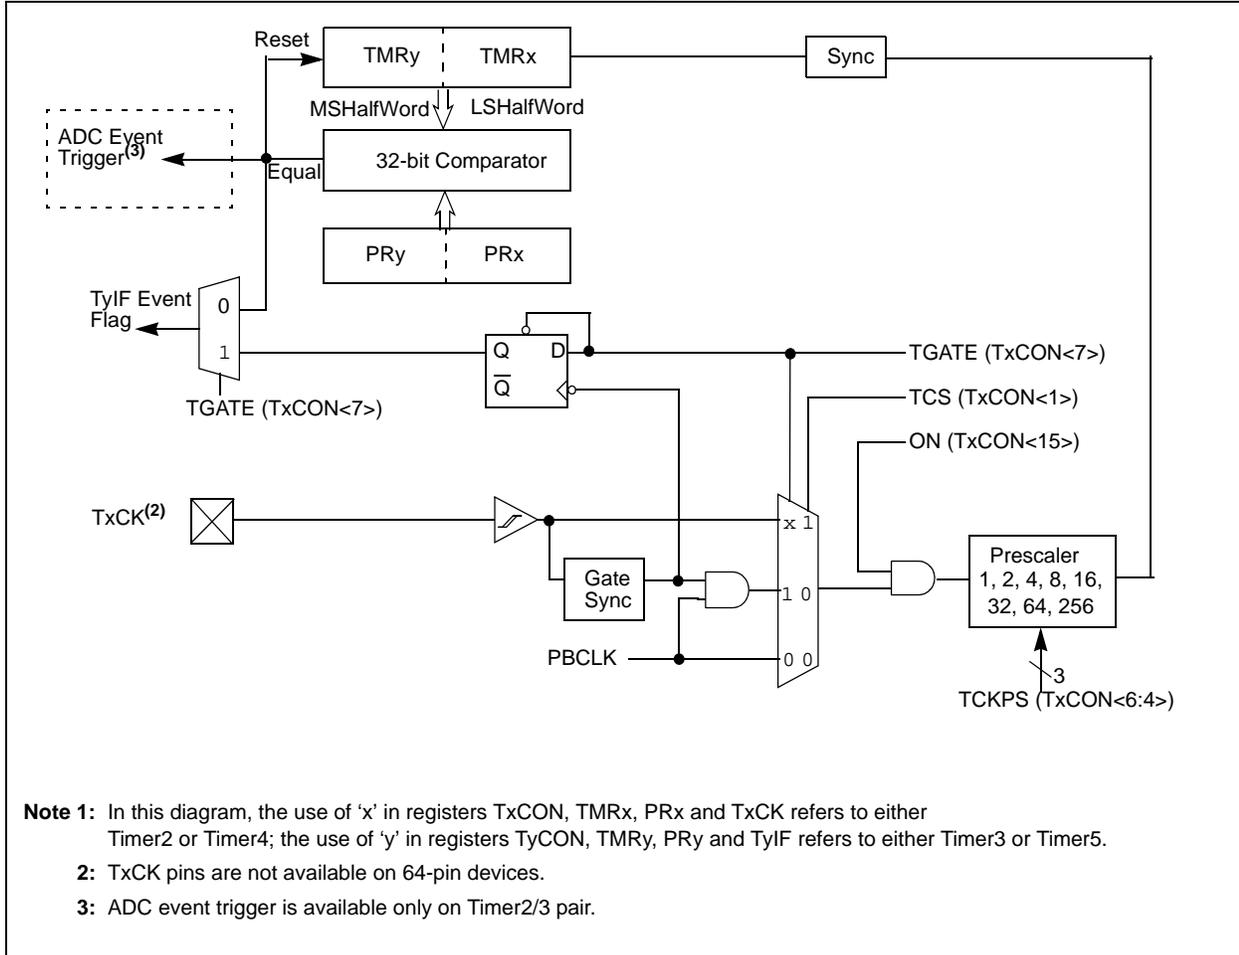 Reset
TMRy
TMRx
Sync
MSHalfWord
LSHalfWord
ADC Event
Trigger(3)
Equal
32-bit Comparator
PRy
PRx
TyIF Event
Flag
0
1
TGATE (TxCON<7>)
Q
D
Q̅
TGATE (TxCON<7>)
TCS (TxCON<1>)
ON (TxCON<15>)
TxCK(2)
x 1
Gate
Sync
1 0
Prescaler
1, 2, 4, 8, 16,
32, 64, 256
PBCLK
0 0
3
TCKPS (TxCON<6:4>)
Note 1: In this diagram, the use of ‘x’ in registers TxCON, TMRx, PRx and TxCK refers to either
Timer2 or Timer4; the use of ‘y’ in registers TyCON, TMRy, PRy and TyIF refers to either Timer3 or Timer5.
2: TxCK pins are not available on 64-pin devices.
3: ADC event trigger is available only on Timer2/3 pair.